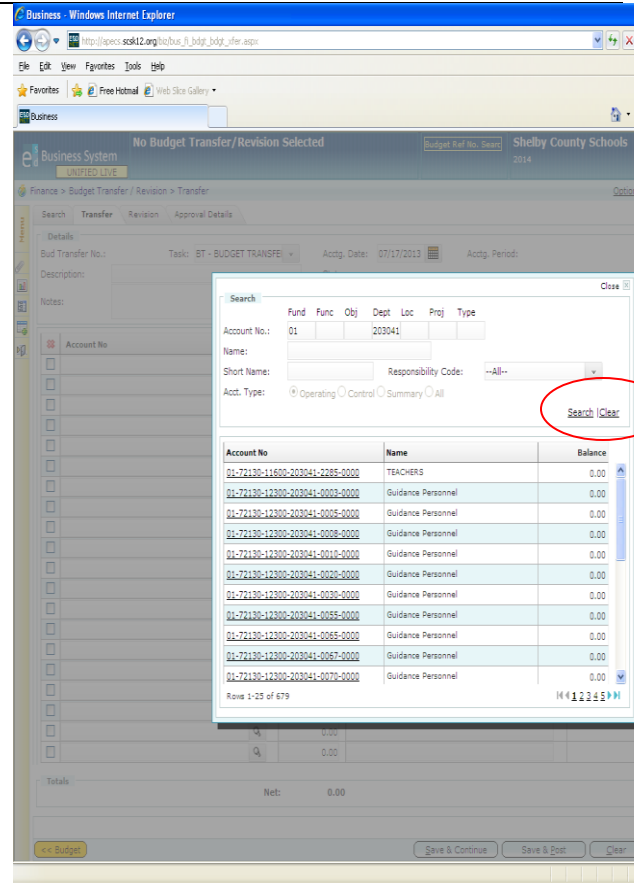 Business - Windows Internet Explorer
http://apecs.scsk12.org/biz/bus_fi_bdgt_bdgt_xfer.aspx
File Edit View Favorites Tools Help
Favorites Free Hotmail Web Slice Gallery
Business
Business System
UNIFIED LIVE
No Budget Transfer/Revision Selected
Budget Ref No. Searc
Shelby County Schools
2014
Finance > Budget Transfer / Revision > Transfer
Option
Menus
Search Transfer Revision Approval Details
Details
Bud Transfer No.: Task: BT - BUDGET TRANSFE Acctg. Date: 07/17/2013 Acctg. Period:
Description:
Notes:
Account No
Close
Search
Fund Func Obj Dept Loc Proj Type
Account No.: 01 203041
Name:
Short Name: Responsibility Code: --All--
Acct. Type: Operating Control Summary All
Search | Clear
Account No Name Balance
01-72130-11600-203041-2285-0000 TEACHERS 0.00
01-72130-12300-203041-0003-0000 Guidance Personnel 0.00
01-72130-12300-203041-0005-0000 Guidance Personnel 0.00
01-72130-12300-203041-0008-0000 Guidance Personnel 0.00
01-72130-12300-203041-0010-0000 Guidance Personnel 0.00
01-72130-12300-203041-0020-0000 Guidance Personnel 0.00
01-72130-12300-203041-0030-0000 Guidance Personnel 0.00
01-72130-12300-203041-0055-0000 Guidance Personnel 0.00
01-72130-12300-203041-0065-0000 Guidance Personnel 0.00
01-72130-12300-203041-0067-0000 Guidance Personnel 0.00
01-72130-12300-203041-0070-0000 Guidance Personnel 0.00
Rows 1-25 of 679 1 2 3 4 5
0.00
0.00
Totals
Net: 0.00
<< Budget Save & Continue Save & Post Clear